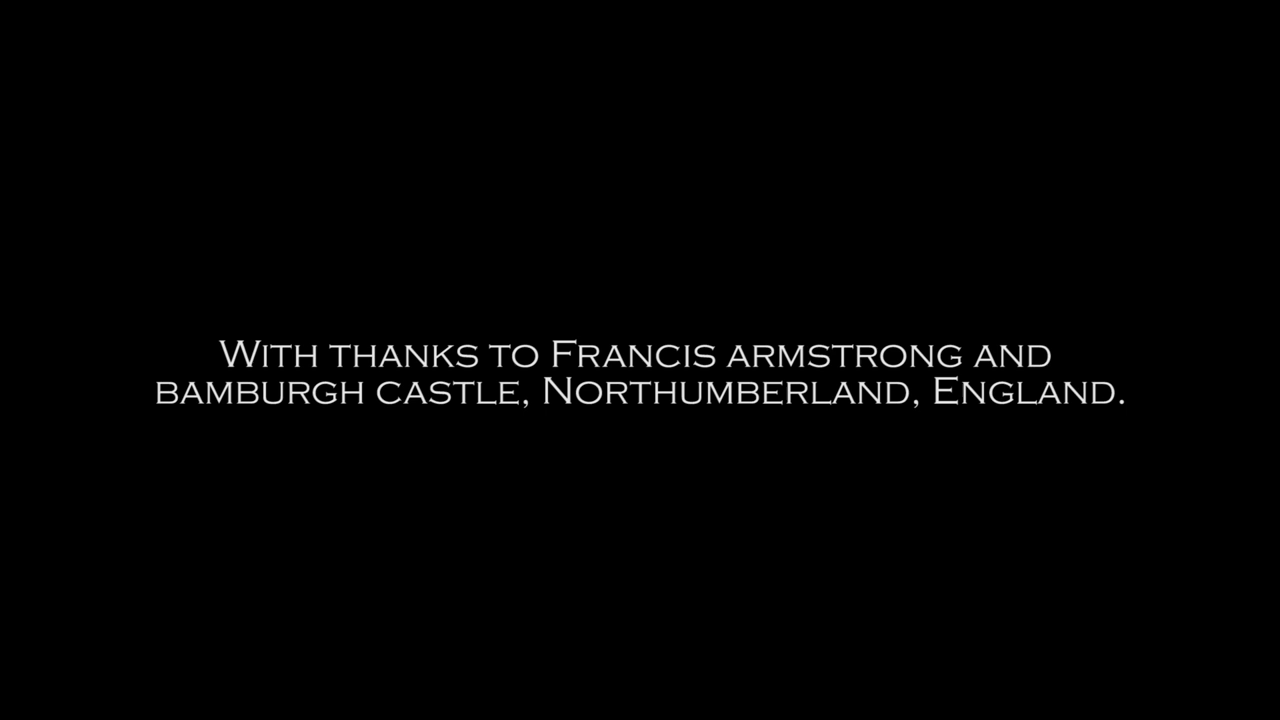 With thanks to Francis armstrong and
bamburgh castle, Northumberland, England.